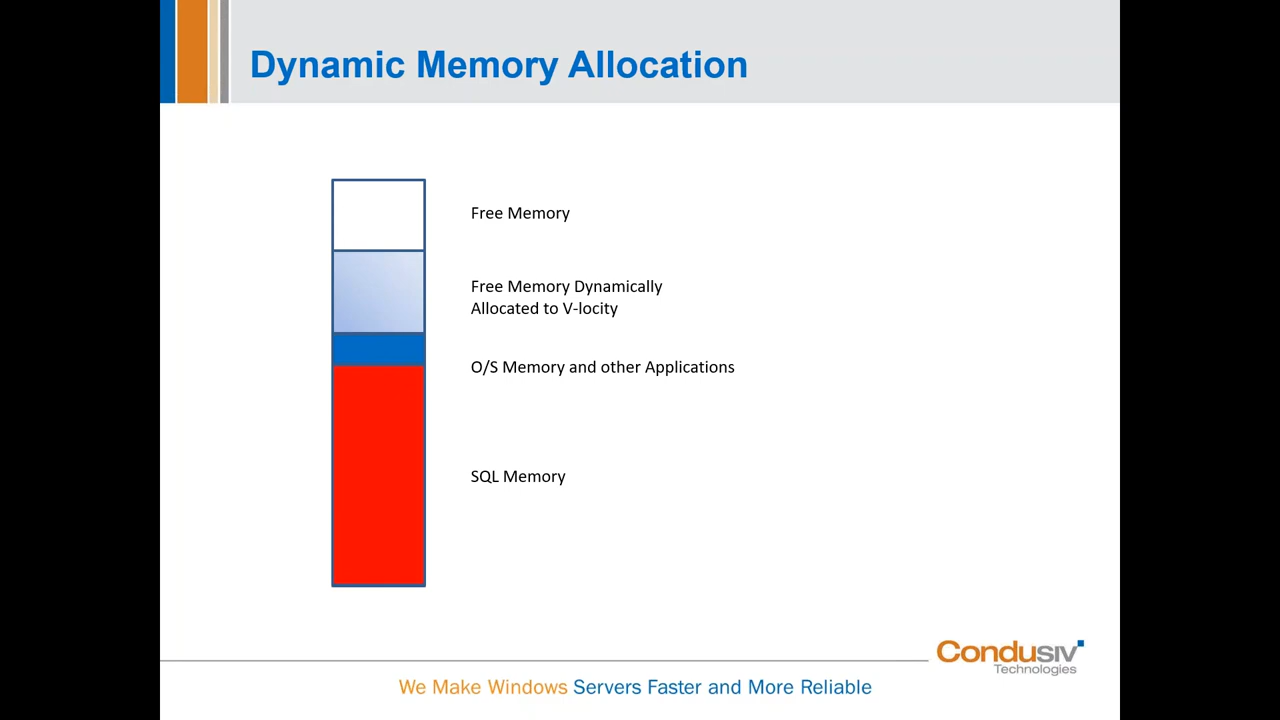 Dynamic Memory Allocation
Free Memory
Free Memory Dynamically
Allocated to V-locity
O/S Memory and other Applications
SQL Memory
Condusiv
Technologies
We Make Windows Servers Faster and More Reliable